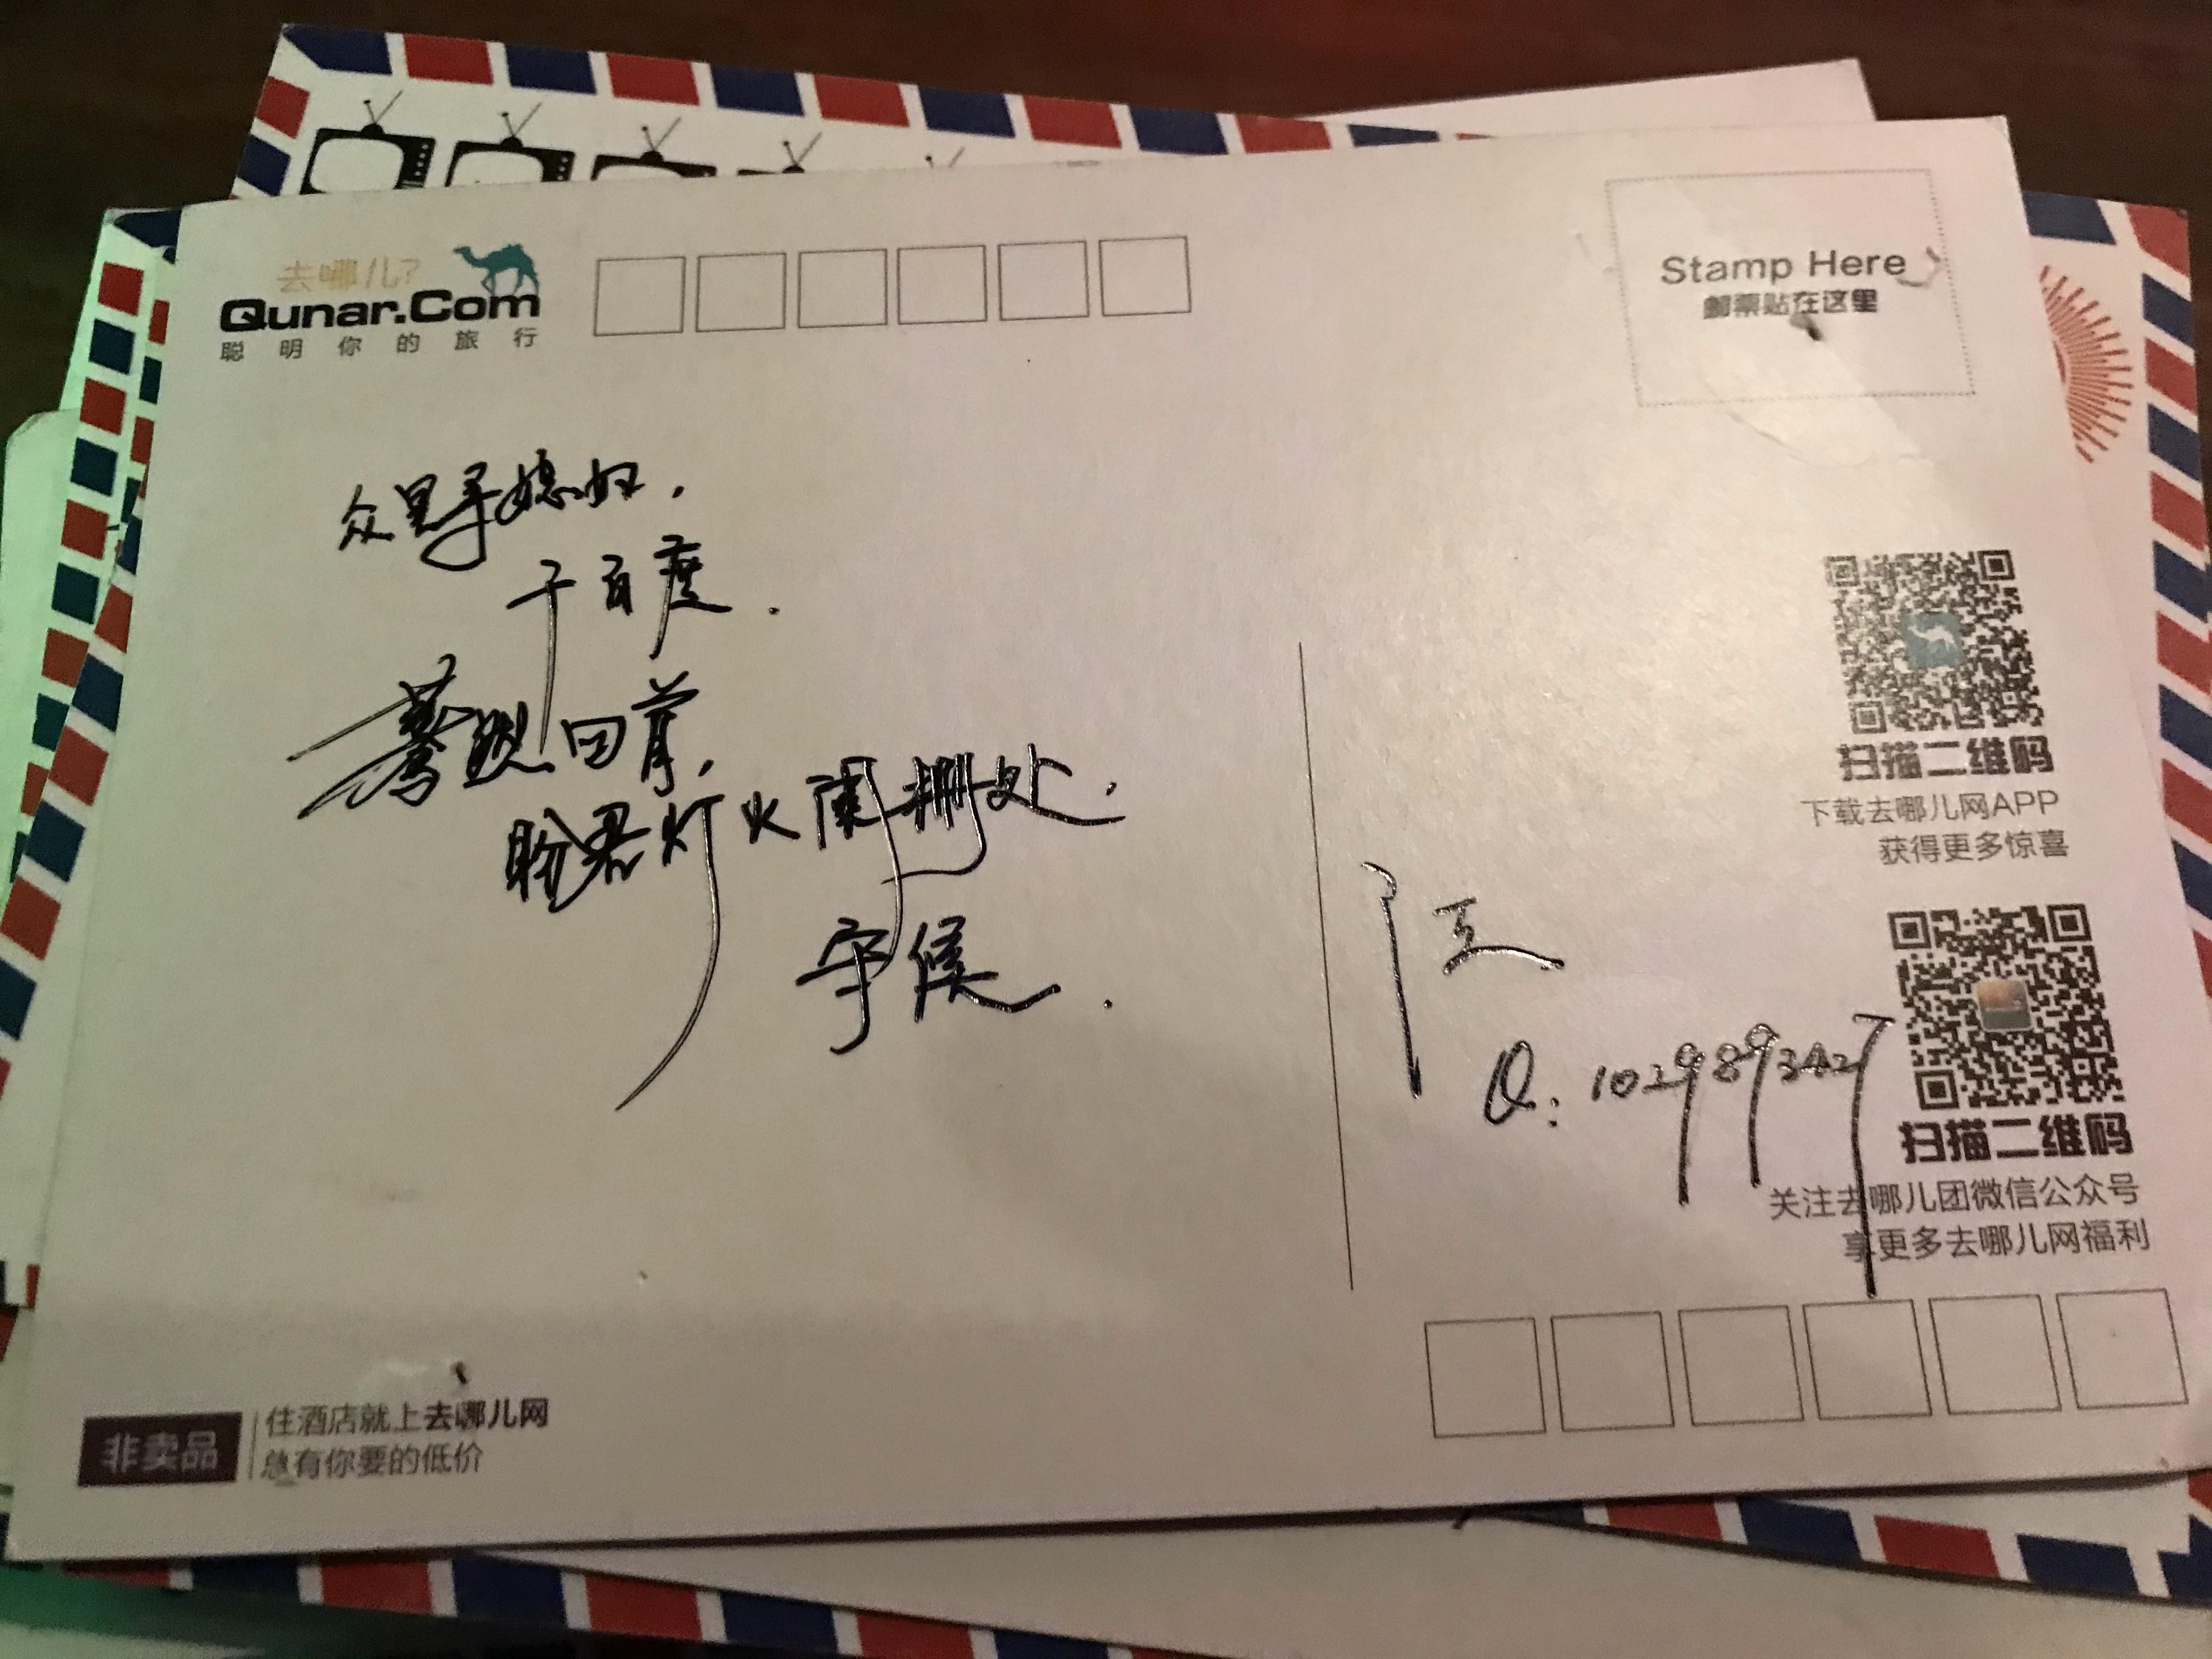 去哪儿?
Qunar.Com
聪明你的旅行
Stamp Here
邮票贴在这里
众里寻媳妇,
千百度.
蓦然回首,
盼君灯火阑珊处.
守候.
扫描二维码
下载去哪儿网APP
获得更多惊喜
Q: 1029893427
扫描二维码
关注去哪儿团微信公众号
享更多去哪儿网福利
非卖品
住酒店就上去哪儿网
总有你要的低价